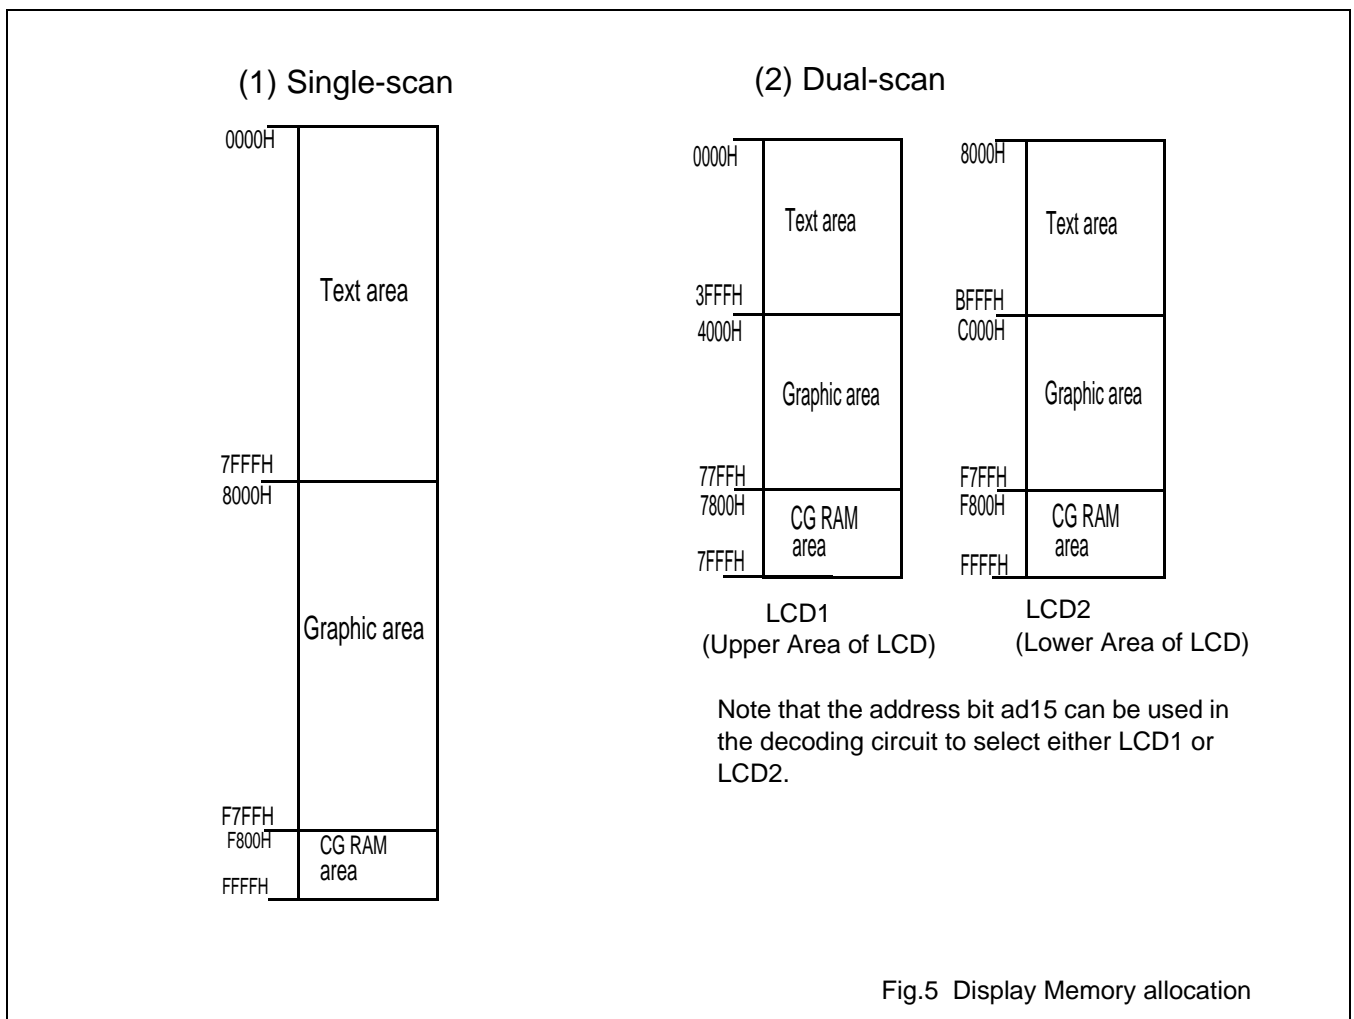 (1) Single-scan
0000H
Text area
7FFFH
8000H
Graphic area
F7FFH
F800H
CG RAM
area
FFFFH
(2) Dual-scan
0000H
Text area
3FFFH
4000H
Graphic area
77FFH
7800H
CG RAM
area
7FFFH
LCD1
(Upper Area of LCD)
8000H
Text area
BFFFH
C000H
Graphic area
F7FFH
F800H
CG RAM
area
FFFFH
LCD2
(Lower Area of LCD)
Note that the address bit ad15 can be used in
the decoding circuit to select either LCD1 or
LCD2.
Fig.5 Display Memory allocation